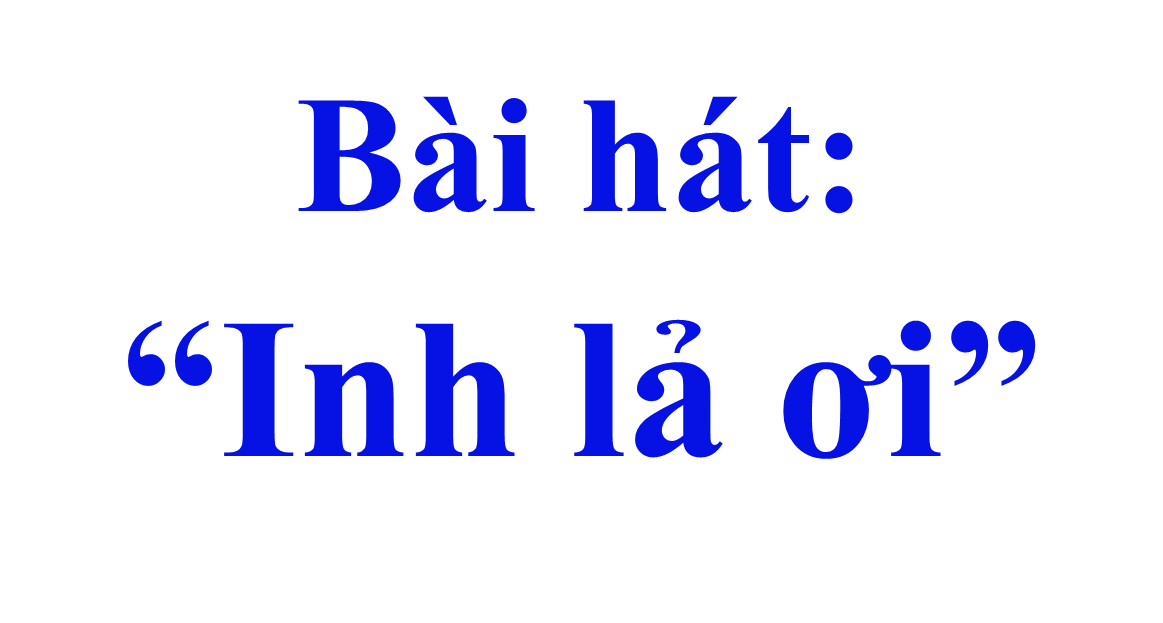 Bài hát:
“Inh lả ơi”